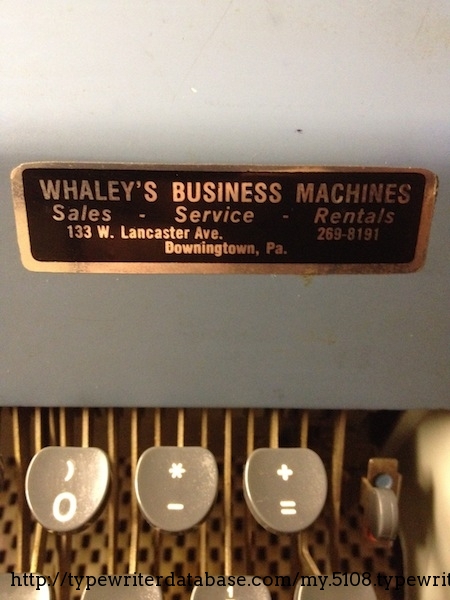 WHALEY'S BUSINESS MACHINES
Sales - Service - Rentals
133 W. Lancaster Ave. 269-8191
Downingtown, Pa.
) * +
0 - =
http://typewriterdatabase.com/my.5108.typewrit